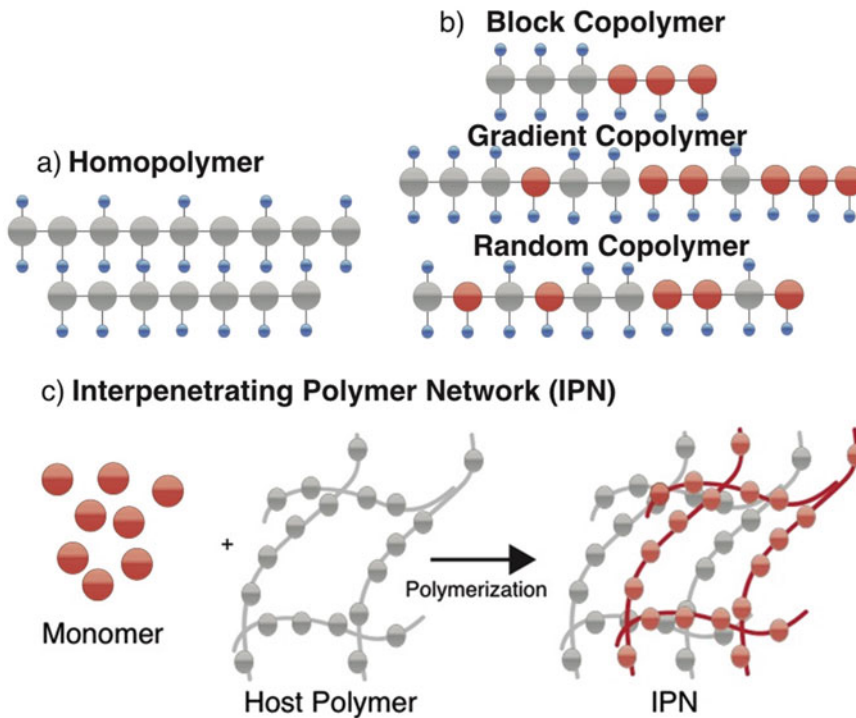 a) Homopolymer
b) Block Copolymer
Gradient Copolymer
Random Copolymer
c) Interpenetrating Polymer Network (IPN)
+
Polymerization
Monomer
Host Polymer
IPN